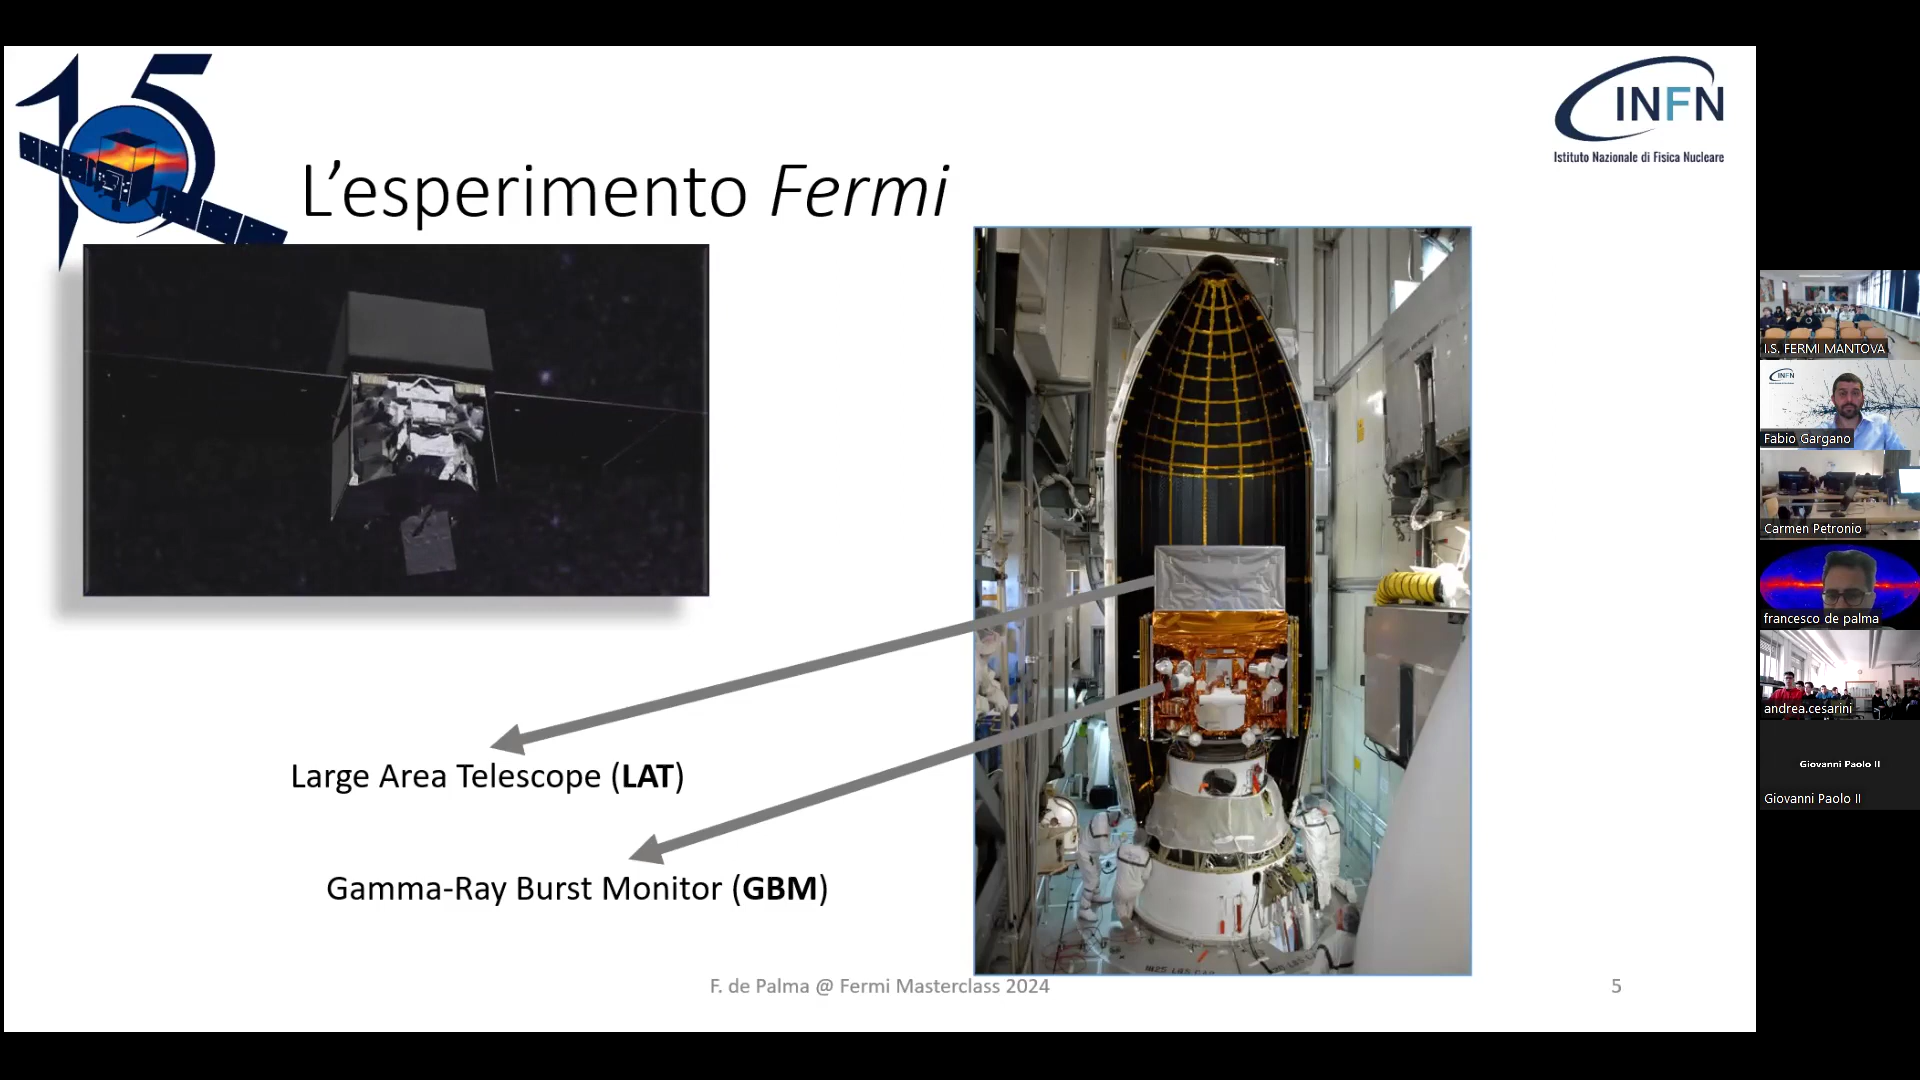 15
INFN
Istituto Nazionale di Fisica Nucleare
L’esperimento Fermi
Large Area Telescope (LAT)
Gamma-Ray Burst Monitor (GBM)
F. de Palma @ Fermi Masterclass 2024
5
I.S. FERMI MANTOVA
INFN
Fabio Gargano
Carmen Petronio
francesco de palma
andrea.cesarini
Giovanni Paolo II
Giovanni Paolo II